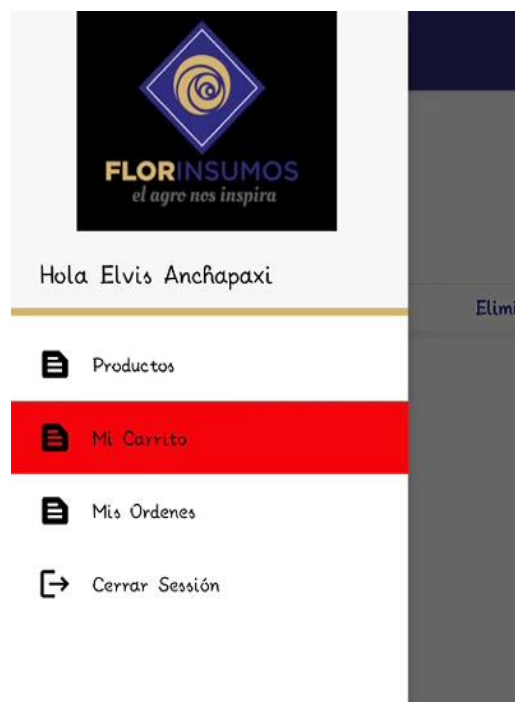 FLORINSUMOS
el agro nos inspira
Hola Elvis Anchapaxi
Elimi
Productos
Mi Carrito
Mis Ordenes
Cerrar Sessión